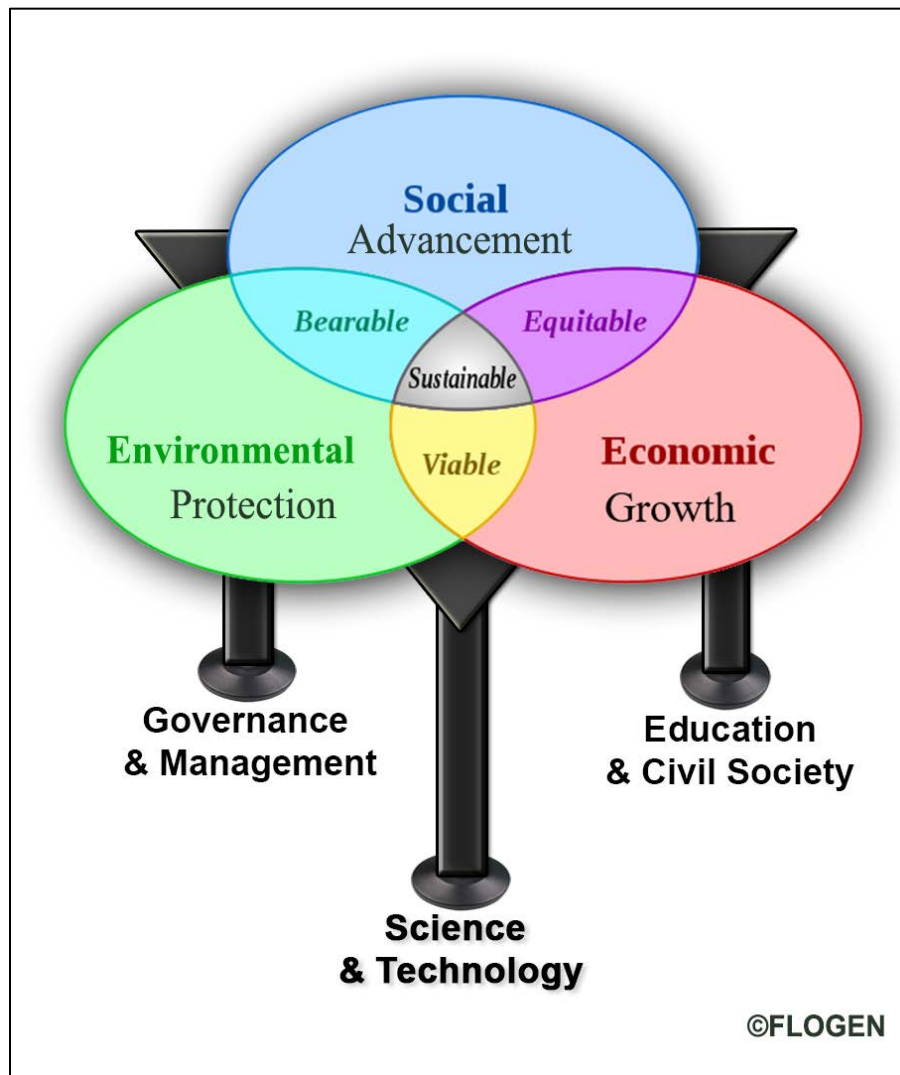 Social
Advancement
Bearable
Equitable
Sustainable
Environmental
Protection
Viable
Economic
Growth
Governance
& Management
Education
& Civil Society
Science
& Technology
©FLOGEN